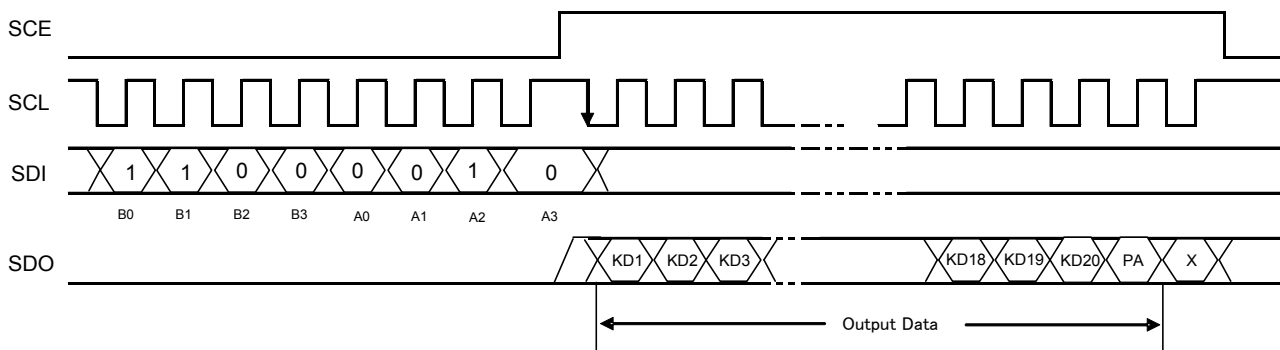 SCE
SCL
SDI 1 1 0 0 0 0 1 0
B0 B1 B2 B3 A0 A1 A2 A3
SDO KD1 KD2 KD3 KD18 KD19 KD20 PA X
Output Data